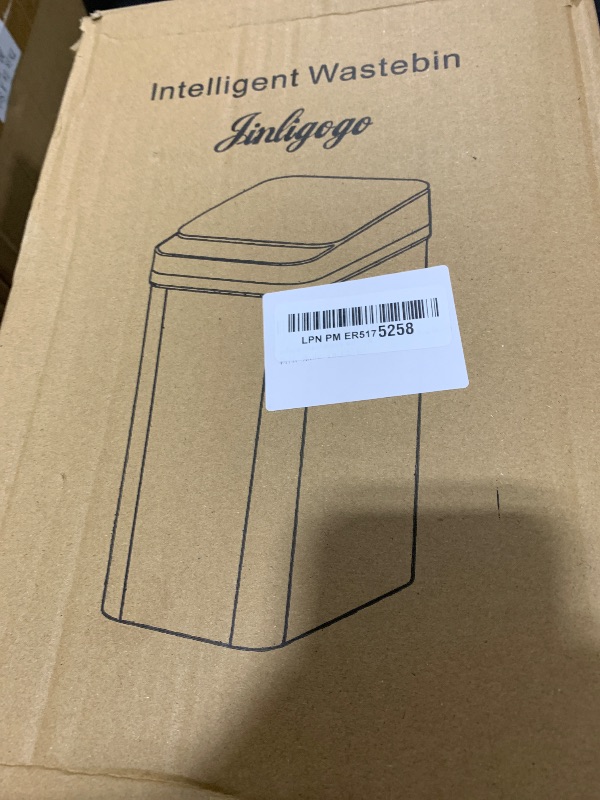 Intelligent Wastebin
Jinligogo
LPN PM ER5175258